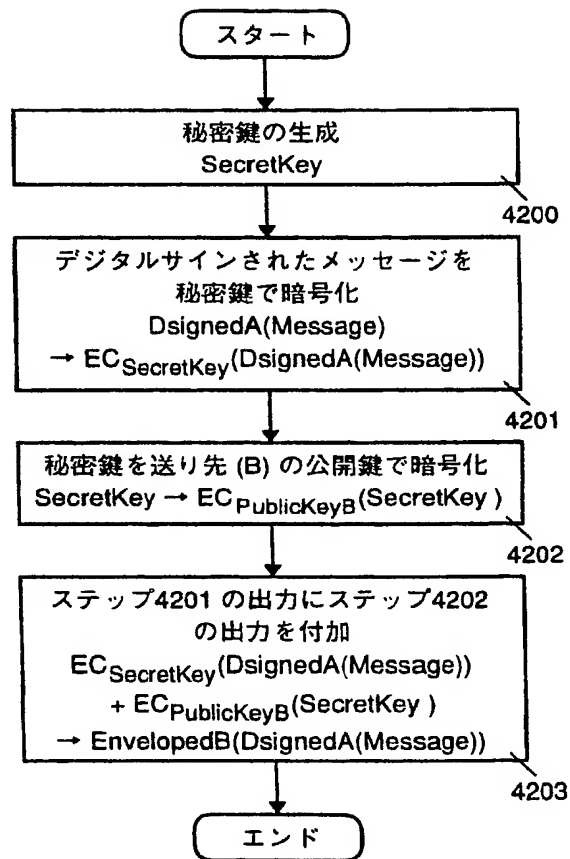 スタート
秘密鍵の生成
SecretKey
4200
デジタルサインされたメッセージを
秘密鍵で暗号化
DsignedA(Message)
→ ECSecretKey(DsignedA(Message))
4201
秘密鍵を送り先 (B) の公開鍵で暗号化
SecretKey → ECPublicKeyB(SecretKey )
4202
ステップ4201 の出力にステップ4202
の出力を付加
ECSecretKey(DsignedA(Message))
+ ECPublicKeyB(SecretKey )
→ EnvelopedB(DsignedA(Message))
4203
エンド